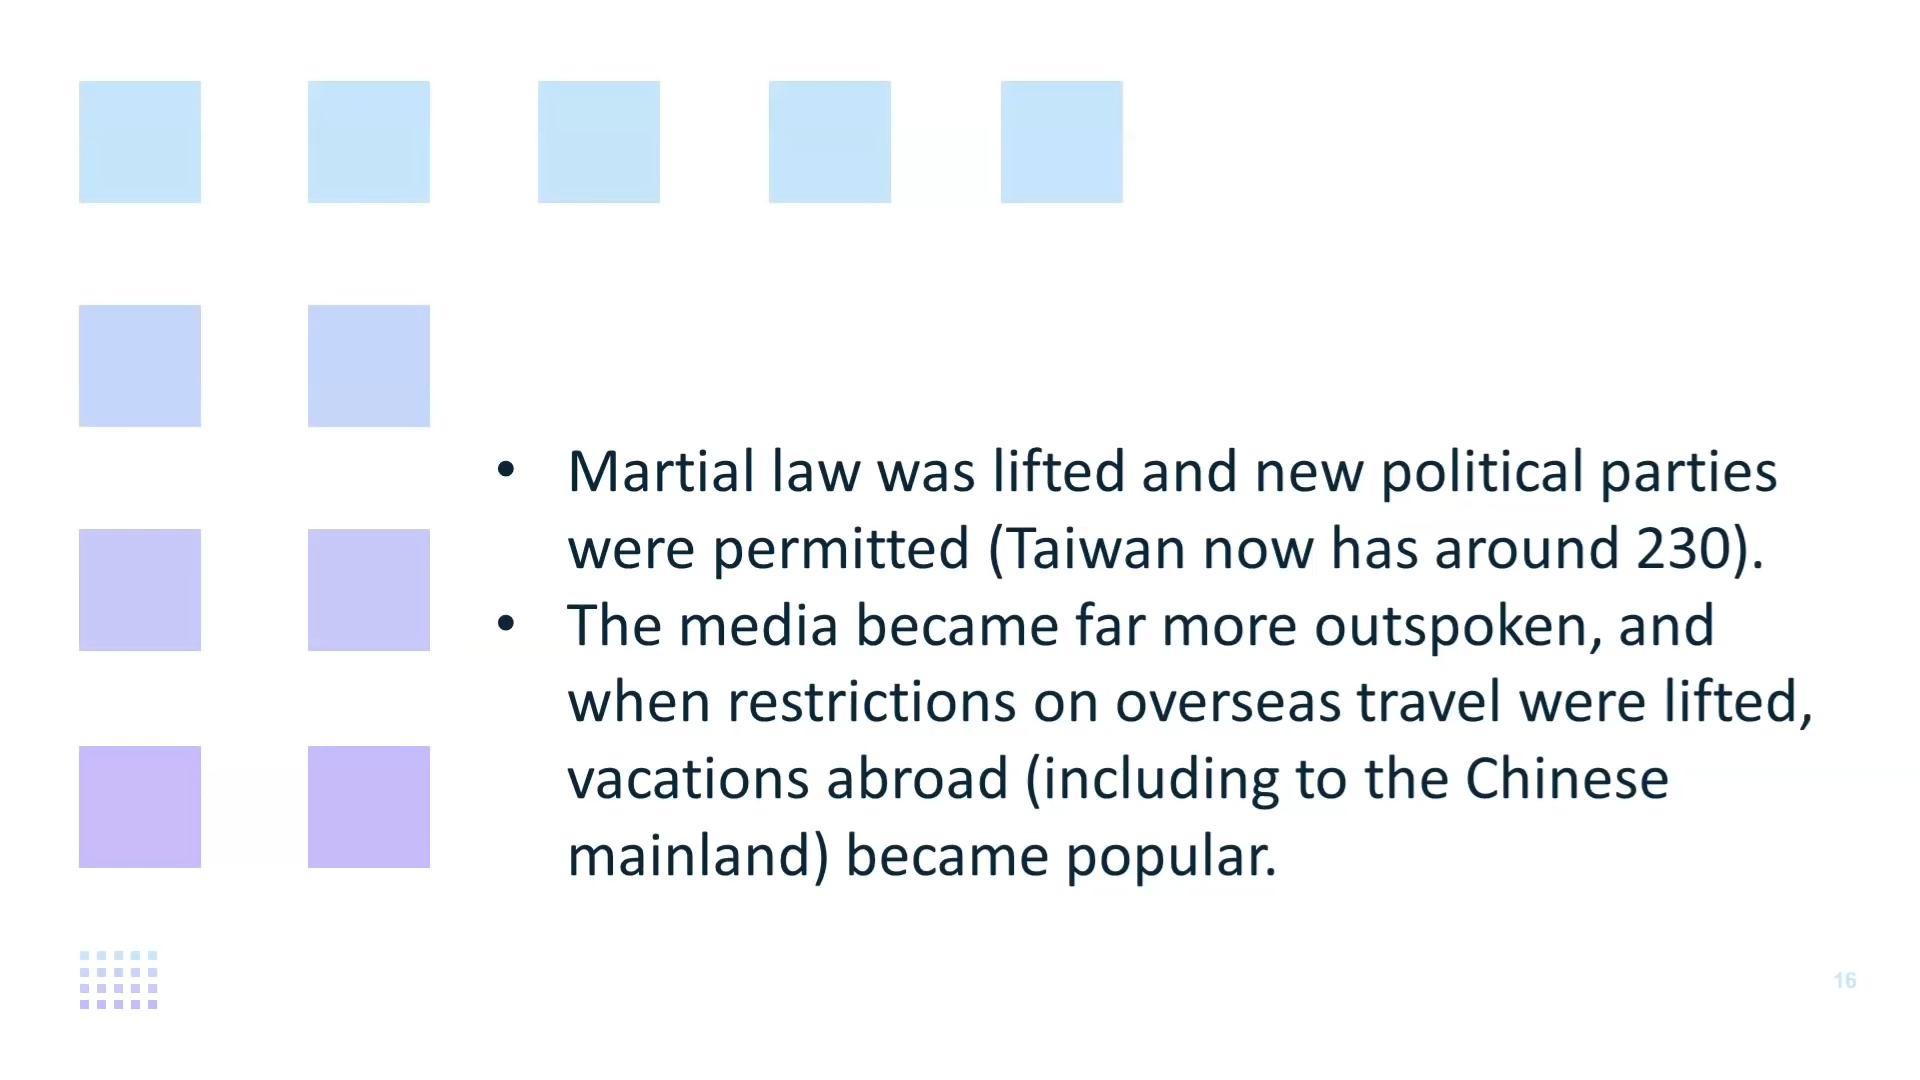 • Martial law was lifted and new political parties
were permitted (Taiwan now has around 230).
• The media became far more outspoken, and
when restrictions on overseas travel were lifted,
vacations abroad (including to the Chinese
mainland) became popular.
16